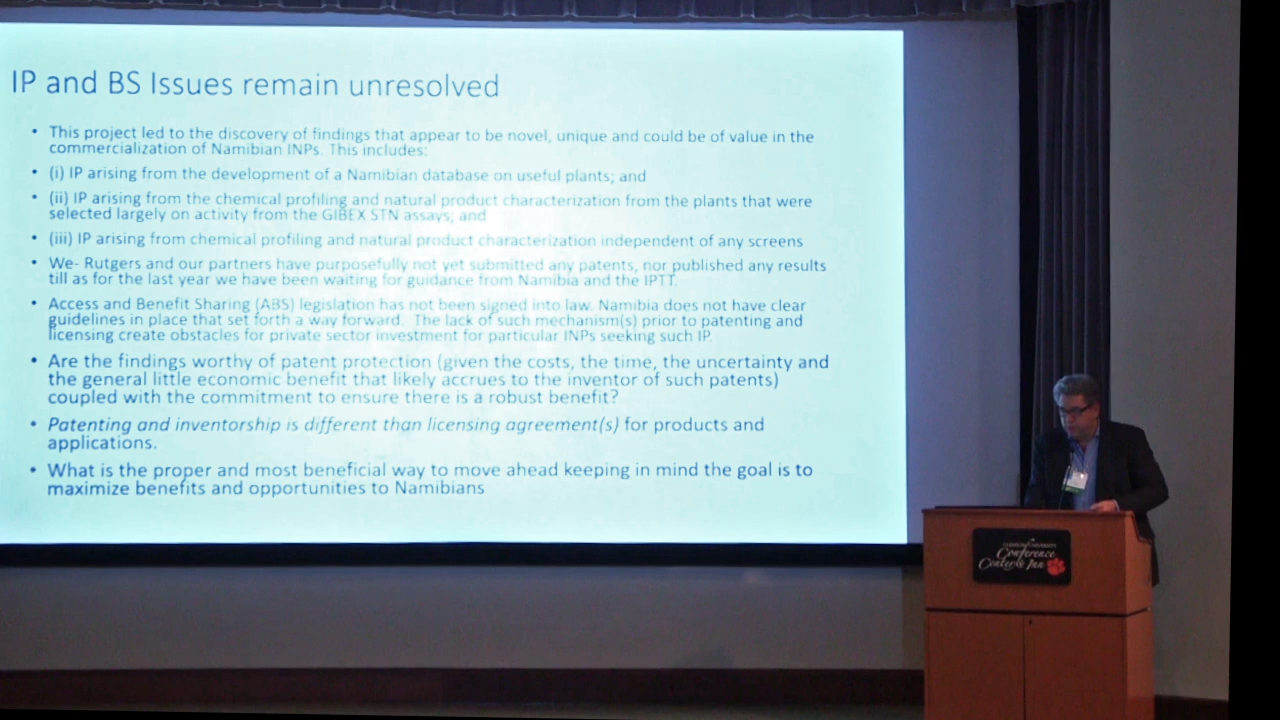 IP and BS Issues remain unresolved
• This project led to the discovery of findings that appear to be novel, unique and could be of value in the
commercialization of Namibian INPs. This includes:
• (i) IP arising from the development of a Namibian database on useful plants; and
• (ii) IP arising from the chemical profiling and natural product characterization from the plants that were
selected largely on activity from the GIBEX STN assays; and
• (iii) IP arising from chemical profiling and natural product characterization independent of any screens
• We- Rutgers and our partners have purposefully not yet submitted any patents, nor published any results
till as for the last year we have been waiting for guidance from Namibia and the IPTT.
• Access and Benefit Sharing (ABS) legislation has not been signed into law. Namibia does not have clear
guidelines in place that set forth a way forward. The lack of such mechanism(s) prior to patenting and
licensing create obstacles for private sector investment for particular INPs seeking such IP.
• Are the findings worthy of patent protection (given the costs, the time, the uncertainty and
the general little economic benefit that likely accrues to the inventor of such patents)
coupled with the commitment to ensure there is a robust benefit?
• Patenting and inventorship is different than licensing agreement(s) for products and
applications.
• What is the proper and most beneficial way to move ahead keeping in mind the goal is to
maximize benefits and opportunities to Namibians
CLEMSON UNIVERSITY
Conference
Center & Inn